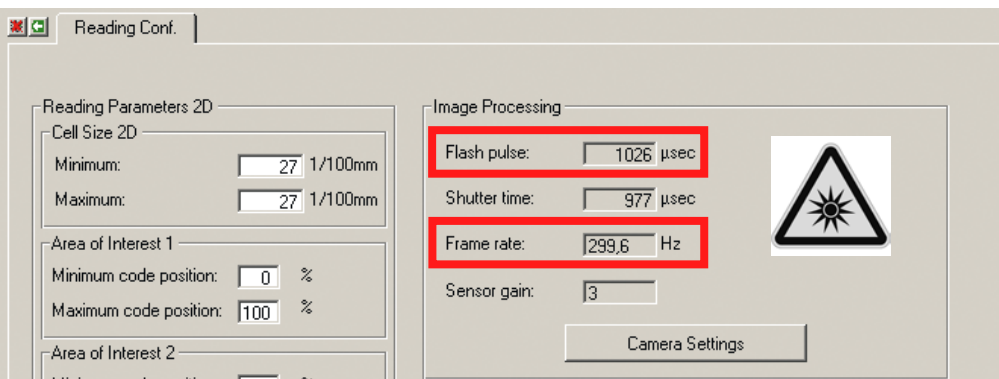 Reading Conf.
Reading Parameters 2D
Cell Size 2D
Minimum: 27 1/100mm
Maximum: 27 1/100mm
Area of Interest 1
Minimum code position: 0 %
Maximum code position: 100 %
Area of Interest 2
Image Processing
Flash pulse: 1026 µsec
Shutter time: 977 µsec
Frame rate: 299,6 Hz
Sensor gain: 3
Camera Settings